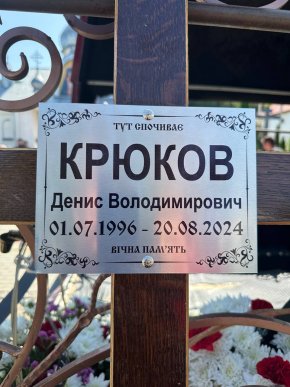 ТУТ СПОЧИВАЄ
КРЮКОВ
Денис Володимирович
01.07.1996 - 20.08.2024
ВІЧНА ПАМ'ЯТЬ